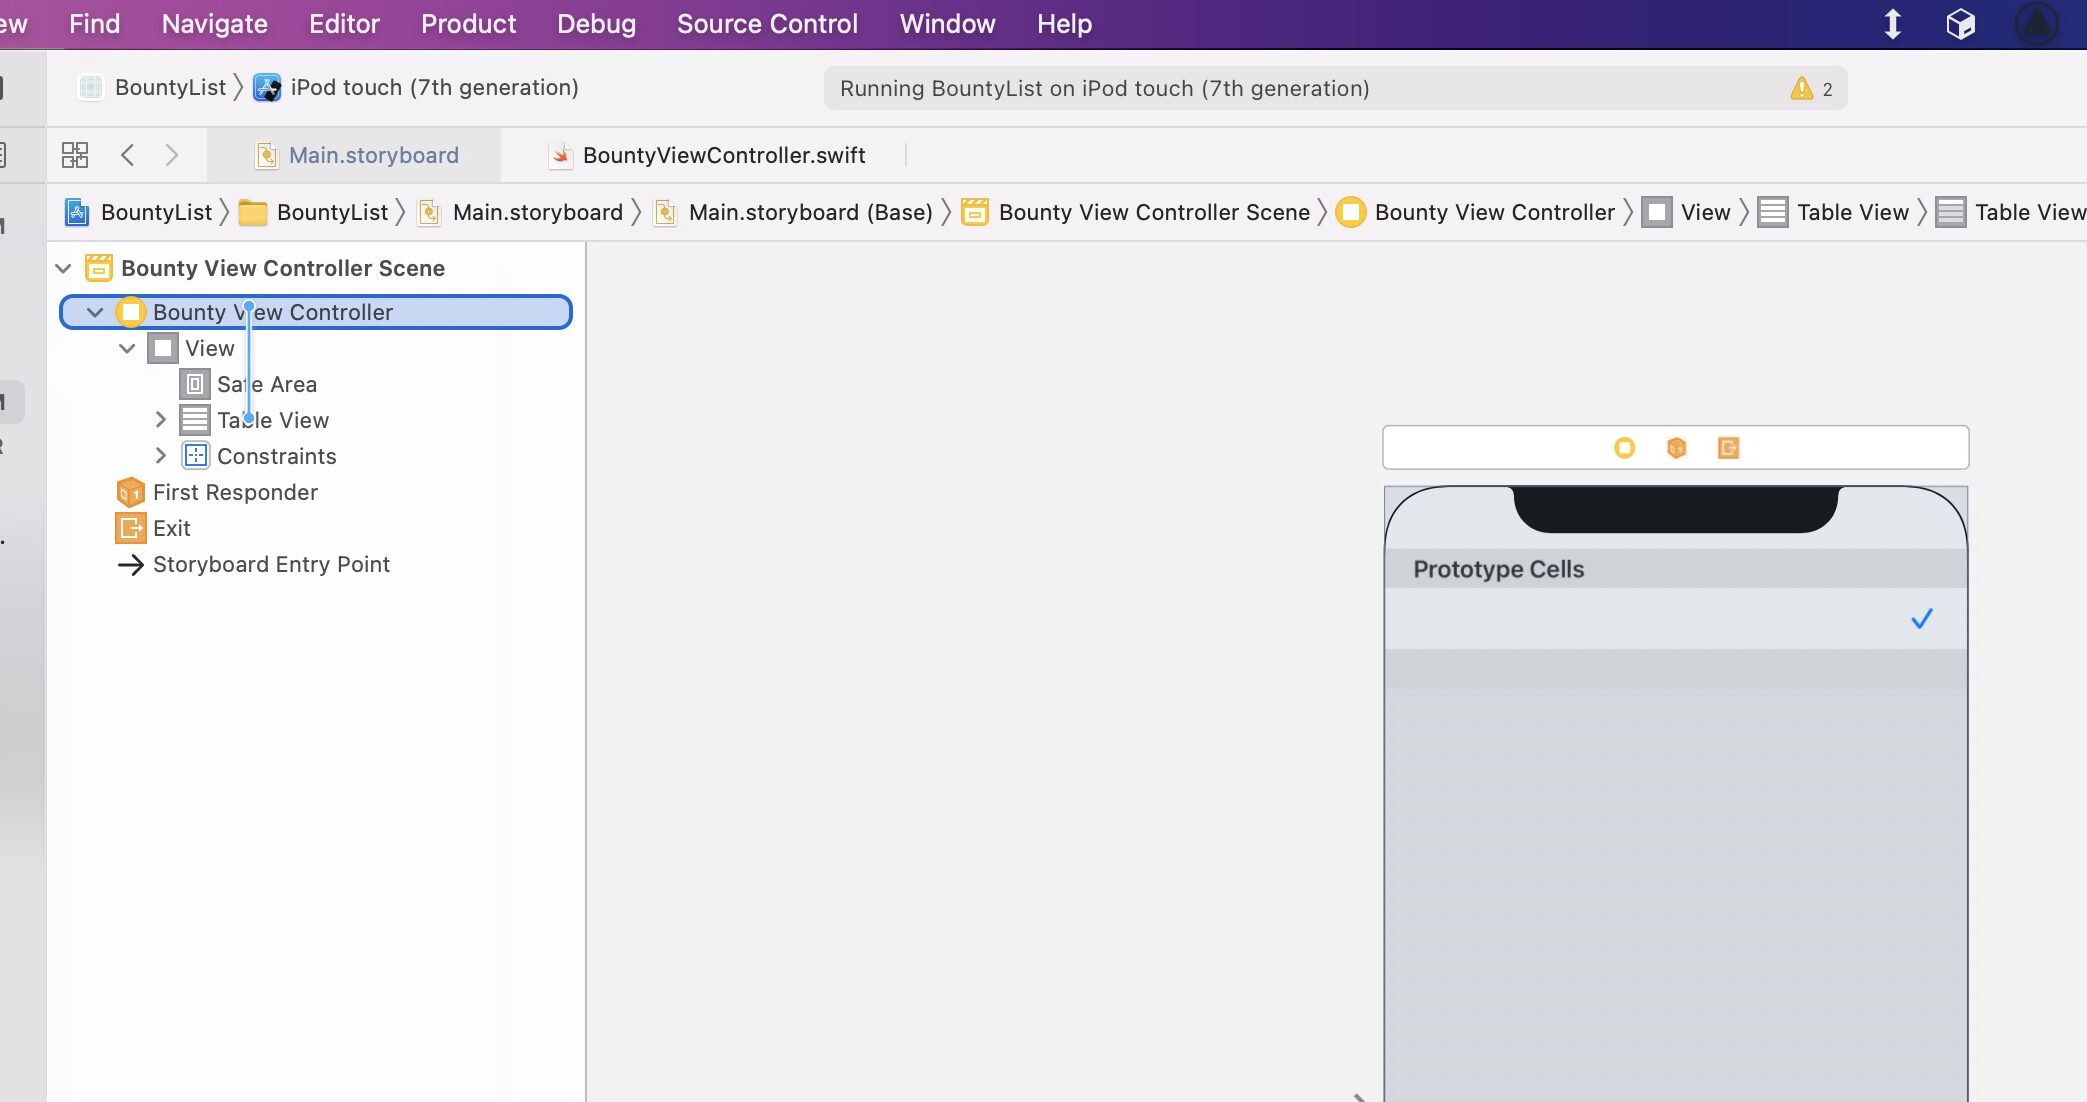 Find Navigate Editor Product Debug Source Control Window Help
BountyList iPod touch (7th generation) Running BountyList on iPod touch (7th generation) 2
Main.storyboard BountyViewController.swift
BountyList BountyList Main.storyboard Main.storyboard (Base) Bounty View Controller Scene Bounty View Controller View Table View Table View
Bounty View Controller Scene
Bounty View Controller
View
Safe Area
Table View
Constraints
First Responder
Exit
Storyboard Entry Point
Prototype Cells